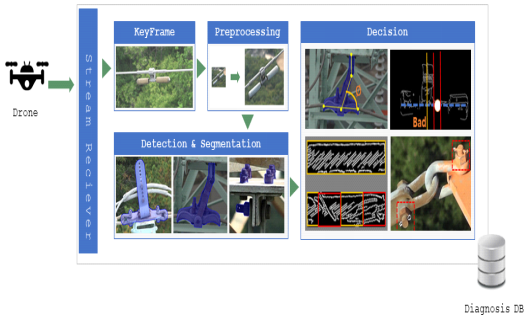 KeyFrame
Preprocessing
Decision
Drone
Stream Reciever
Detection & Segmentation
Bad
Diagnosis DB